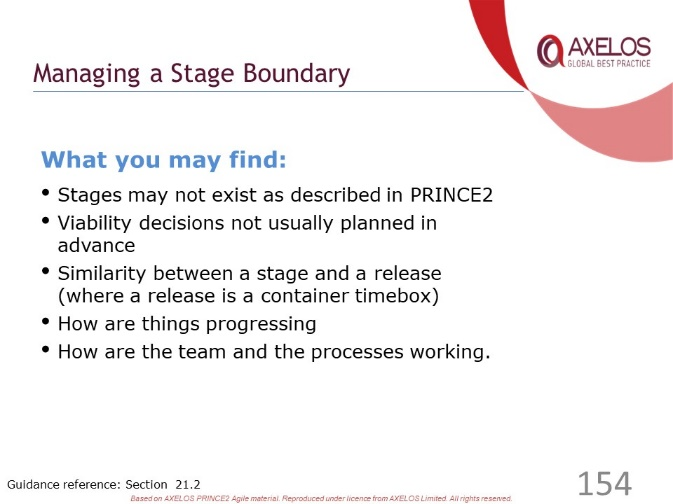 AXELOS
GLOBAL BEST PRACTICE
Managing a Stage Boundary
What you may find:
• Stages may not exist as described in PRINCE2
• Viability decisions not usually planned in
advance
• Similarity between a stage and a release
(where a release is a container timebox)
• How are things progressing
• How are the team and the processes working.
Guidance reference: Section 21.2
154
Based on AXELOS PRINCE2 Agile material. Reproduced under licence from AXELOS Limited. All rights reserved.